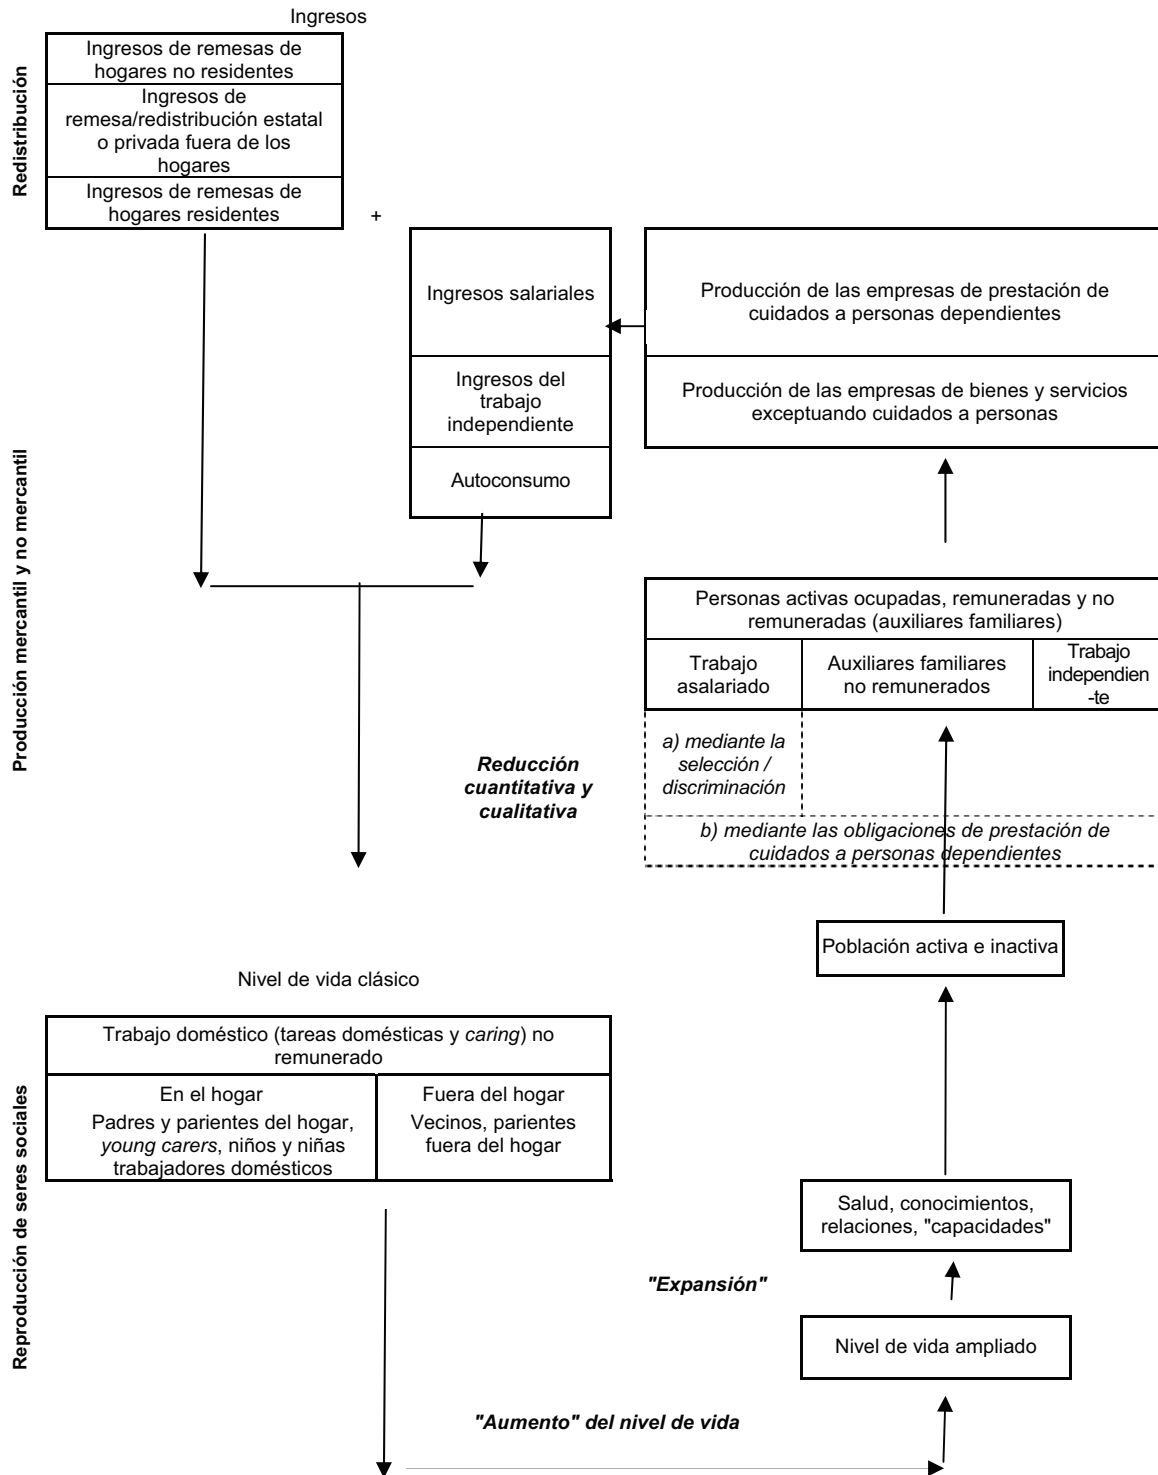 Ingresos
Redistribución
Ingresos de remesas de
hogares no residentes
Ingresos de
remesa/redistribución estatal
o privada fuera de los
hogares
Ingresos de remesas de
hogares residentes
+
Producción mercantil y no mercantil
Ingresos salariales
Ingresos del
trabajo
independiente
Autoconsumo
Producción de las empresas de prestación de
cuidados a personas dependientes
Producción de las empresas de bienes y servicios
exceptuando cuidados a personas
Personas activas ocupadas, remuneradas y no
remuneradas (auxiliares familiares)
Trabajo
asalariado
Auxiliares familiares
no remunerados
Trabajo
independien
-te
Reducción
cuantitativa y
cualitativa
a) mediante la
selección /
discriminación
b) mediante las obligaciones de prestación de
cuidados a personas dependientes
Población activa e inactiva
Nivel de vida clásico
Reproducción de seres sociales
Trabajo doméstico (tareas domésticas y caring) no
remunerado
En el hogar
Padres y parientes del hogar,
young carers, niños y niñas
trabajadores domésticos
Fuera del hogar
Vecinos, parientes
fuera del hogar
Salud, conocimientos,
relaciones, "capacidades"
"Expansión"
Nivel de vida ampliado
"Aumento" del nivel de vida